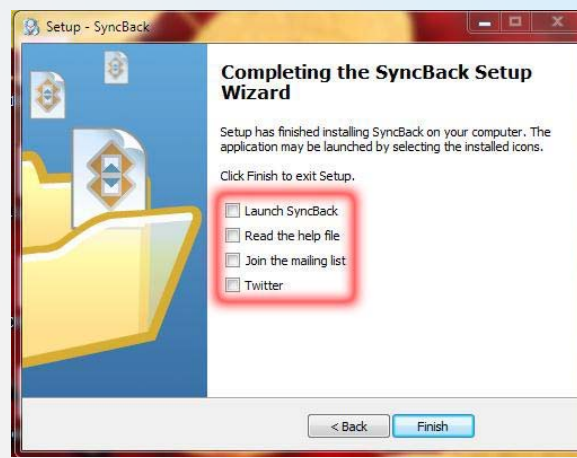 Setup - SyncBack
Completing the SyncBack Setup
Wizard
Setup has finished installing SyncBack on your computer. The
application may be launched by selecting the installed icons.
Click Finish to exit Setup.
Launch SyncBack
Read the help file
Join the mailing list
Twitter
< Back Finish